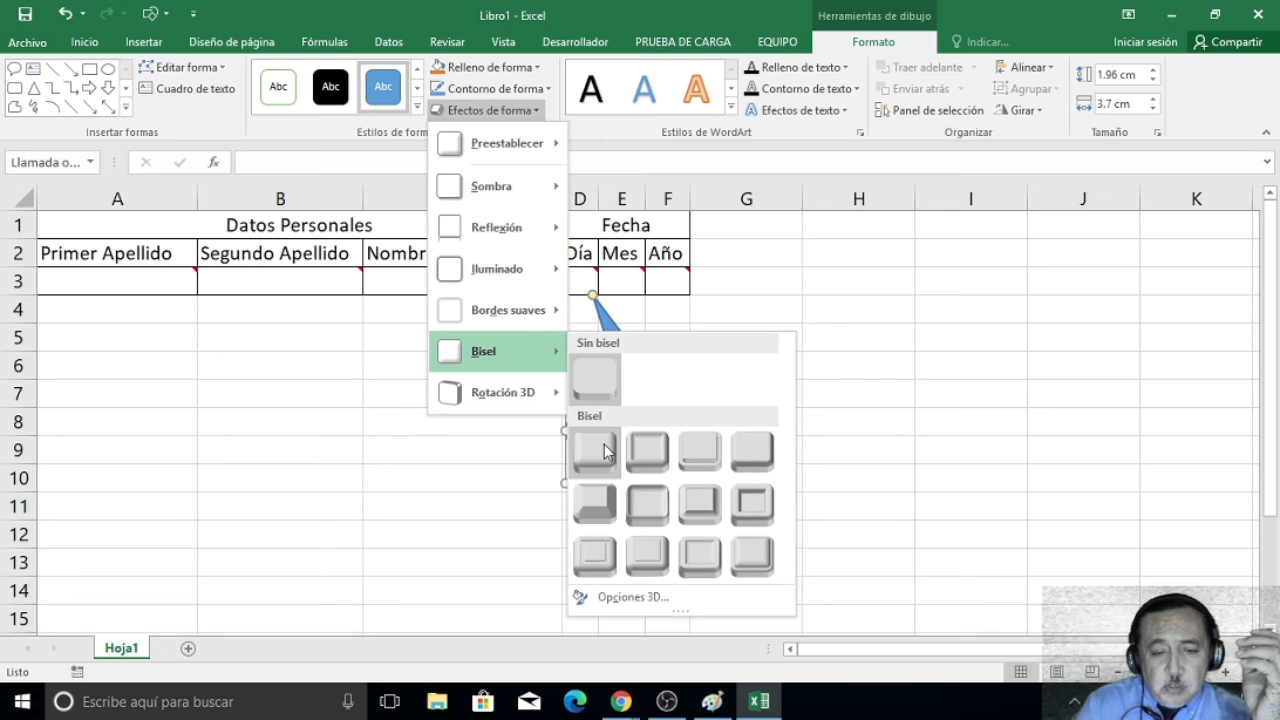 Libro1 - Excel
Herramientas de dibujo
Archivo Inicio Insertar Diseño de página Fórmulas Datos Revisar Vista Desarrollador PRUEBA DE CARGA EQUIPO Formato Indicar... Iniciar sesión Compartir
Editar forma
Cuadro de texto
Insertar formas
Abc Abc Abc
Relleno de forma
Contorno de forma
Efectos de forma
Estilos de form
A A A
Relleno de texto
Contorno de texto
Efectos de texto
Estilos de WordArt
Traer adelante
Enviar atrás
Panel de selección
Alinear
Agrupar
Girar
Organizar
1.96 cm
3.7 cm
Tamaño
Llamada o... fx
Preestablecer
Sombra
Reflexión
Iluminado
Bordes suaves
Bisel
Rotación 3D
Sin bisel
Bisel
Opciones 3D...
A B D E F G H I J K
1 Datos Personales Fecha
2 Primer Apellido Segundo Apellido Nombr Día Mes Año
3
4
5
6
7
8
9
10
11
12
13
14
15
Hoja1
Listo
Escribe aquí para buscar